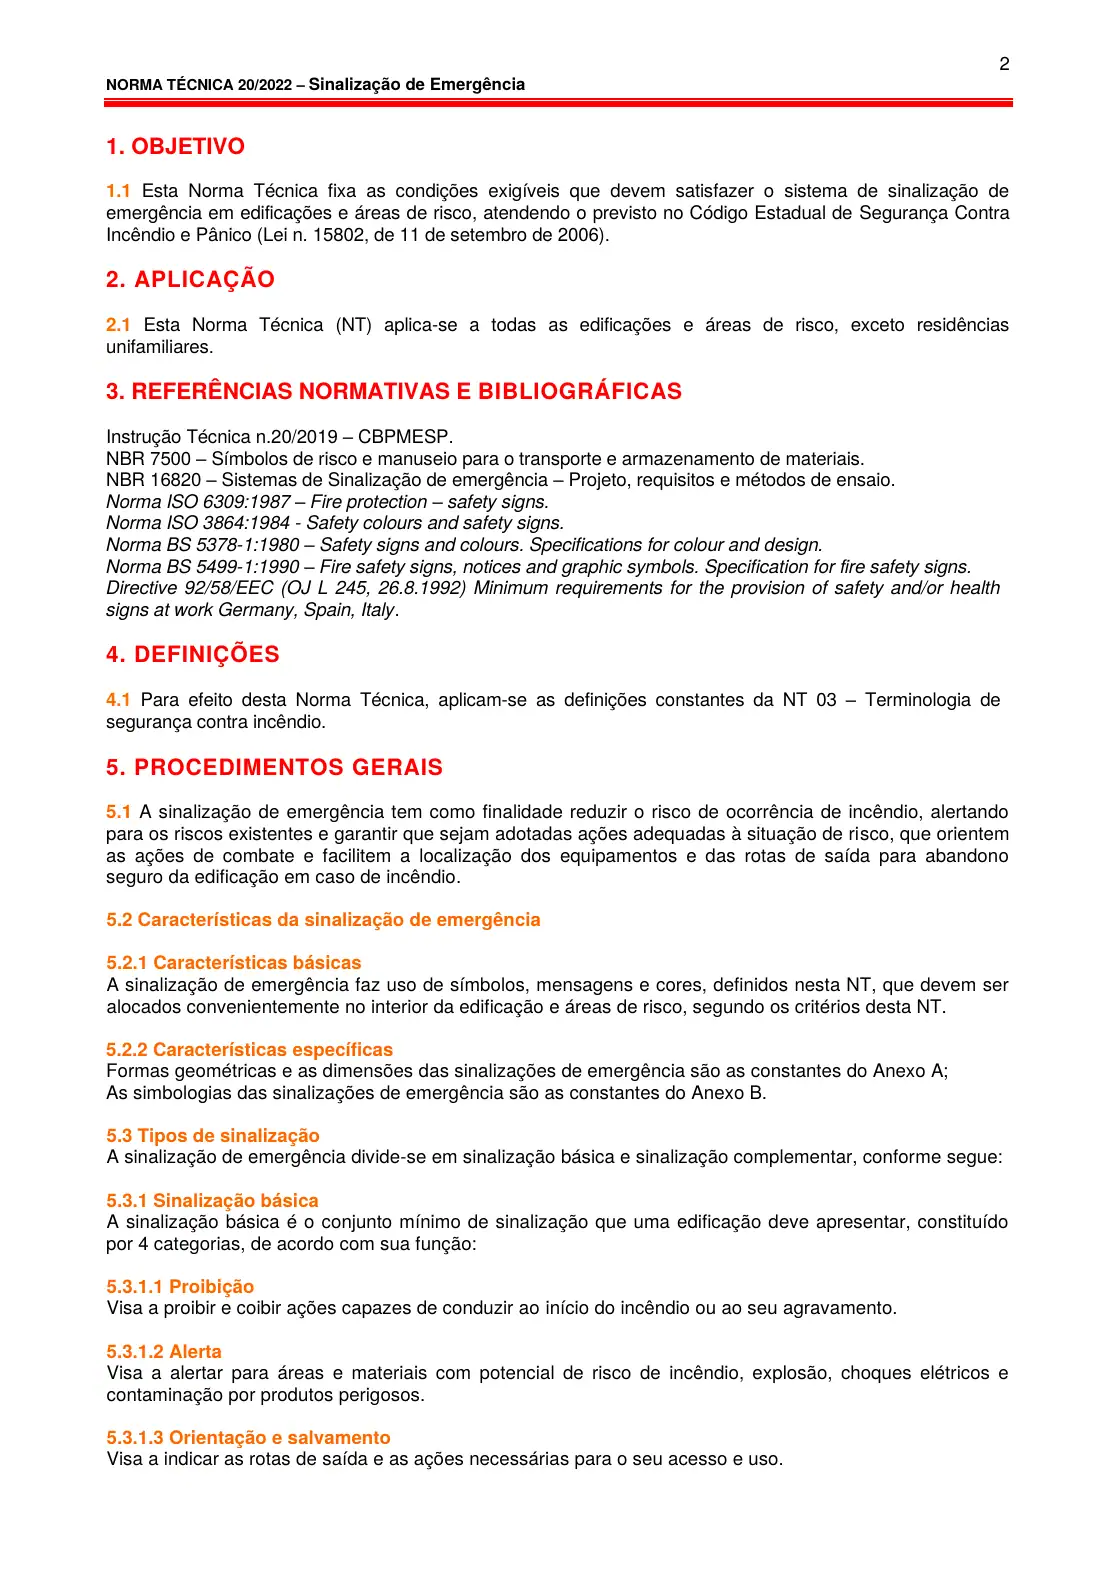 2
NORMA TÉCNICA 20/2022 – Sinalização de Emergência
1. OBJETIVO
1.1 Esta Norma Técnica fixa as condições exigíveis que devem satisfazer o sistema de sinalização de
emergência em edificações e áreas de risco, atendendo o previsto no Código Estadual de Segurança Contra
Incêndio e Pânico (Lei n. 15802, de 11 de setembro de 2006).
2. APLICAÇÃO
2.1 Esta Norma Técnica (NT) aplica-se a todas as edificações e áreas de risco, exceto residências
unifamiliares.
3. REFERÊNCIAS NORMATIVAS E BIBLIOGRÁFICAS
Instrução Técnica n.20/2019 – CBPMESP.
NBR 7500 – Símbolos de risco e manuseio para o transporte e armazenamento de materiais.
NBR 16820 – Sistemas de Sinalização de emergência – Projeto, requisitos e métodos de ensaio.
Norma ISO 6309:1987 – Fire protection – safety signs.
Norma ISO 3864:1984 - Safety colours and safety signs.
Norma BS 5378-1:1980 – Safety signs and colours. Specifications for colour and design.
Norma BS 5499-1:1990 – Fire safety signs, notices and graphic symbols. Specification for fire safety signs.
Directive 92/58/EEC (OJ L 245, 26.8.1992) Minimum requirements for the provision of safety and/or health
signs at work Germany, Spain, Italy.
4. DEFINIÇÕES
4.1 Para efeito desta Norma Técnica, aplicam-se as definições constantes da NT 03 – Terminologia de
segurança contra incêndio.
5. PROCEDIMENTOS GERAIS
5.1 A sinalização de emergência tem como finalidade reduzir o risco de ocorrência de incêndio, alertando
para os riscos existentes e garantir que sejam adotadas ações adequadas à situação de risco, que orientem
as ações de combate e facilitem a localização dos equipamentos e das rotas de saída para abandono
seguro da edificação em caso de incêndio.
5.2 Características da sinalização de emergência
5.2.1 Características básicas
A sinalização de emergência faz uso de símbolos, mensagens e cores, definidos nesta NT, que devem ser
alocados convenientemente no interior da edificação e áreas de risco, segundo os critérios desta NT.
5.2.2 Características específicas
Formas geométricas e as dimensões das sinalizações de emergência são as constantes do Anexo A;
As simbologias das sinalizações de emergência são as constantes do Anexo B.
5.3 Tipos de sinalização
A sinalização de emergência divide-se em sinalização básica e sinalização complementar, conforme segue:
5.3.1 Sinalização básica
A sinalização básica é o conjunto mínimo de sinalização que uma edificação deve apresentar, constituído
por 4 categorias, de acordo com sua função:
5.3.1.1 Proibição
Visa a proibir e coibir ações capazes de conduzir ao início do incêndio ou ao seu agravamento.
5.3.1.2 Alerta
Visa a alertar para áreas e materiais com potencial de risco de incêndio, explosão, choques elétricos e
contaminação por produtos perigosos.
5.3.1.3 Orientação e salvamento
Visa a indicar as rotas de saída e as ações necessárias para o seu acesso e uso.